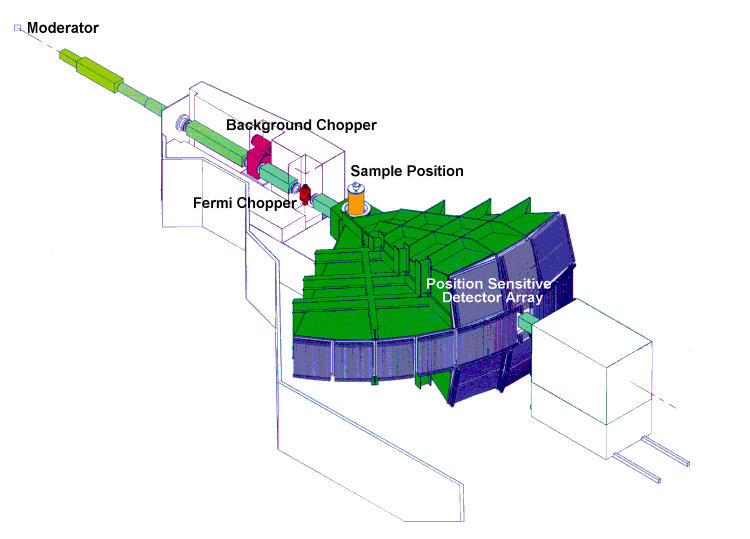 Moderator
Background Chopper
Sample Position
Fermi Chopper
Position Sensitive
Detector Array